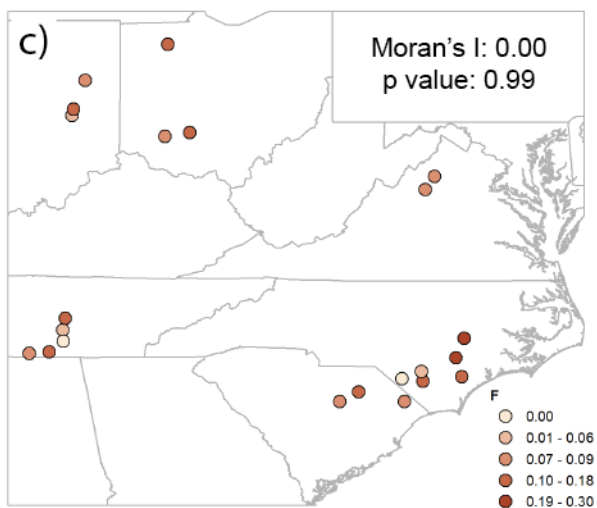 c)
Moran's I: 0.00
p value: 0.99
F
0.00
0.01 - 0.06
0.07 - 0.09
0.10 - 0.18
0.19 - 0.30